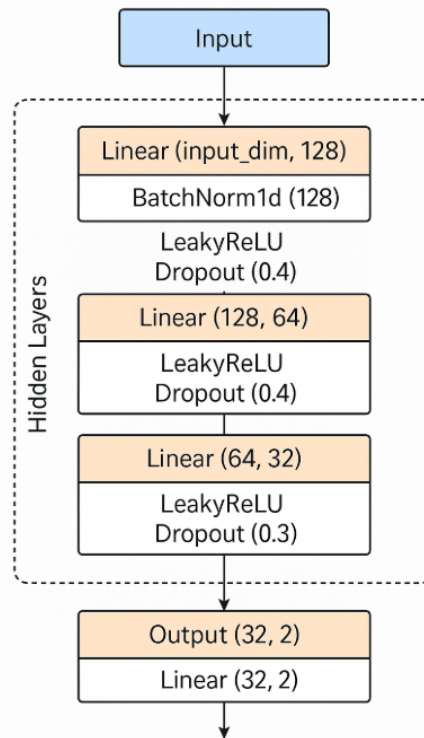 Input
Linear (input_dim, 128)
BatchNorm1d (128)
LeakyReLU
Dropout (0.4)
Linear (128, 64)
LeakyReLU
Dropout (0.4)
Linear (64, 32)
LeakyReLU
Dropout (0.3)
Hidden Layers
Output (32, 2)
Linear (32, 2)